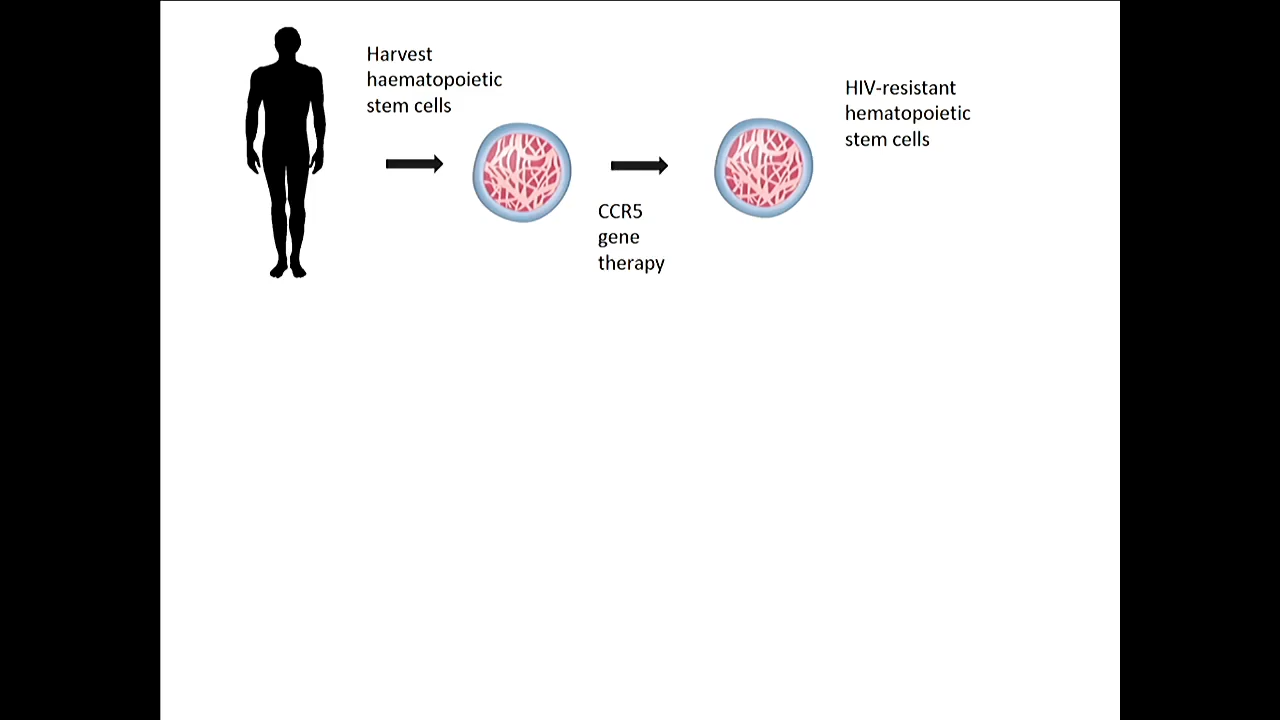 Harvest
haematopoietic
stem cells
HIV-resistant
hematopoietic
stem cells
CCR5
gene
therapy